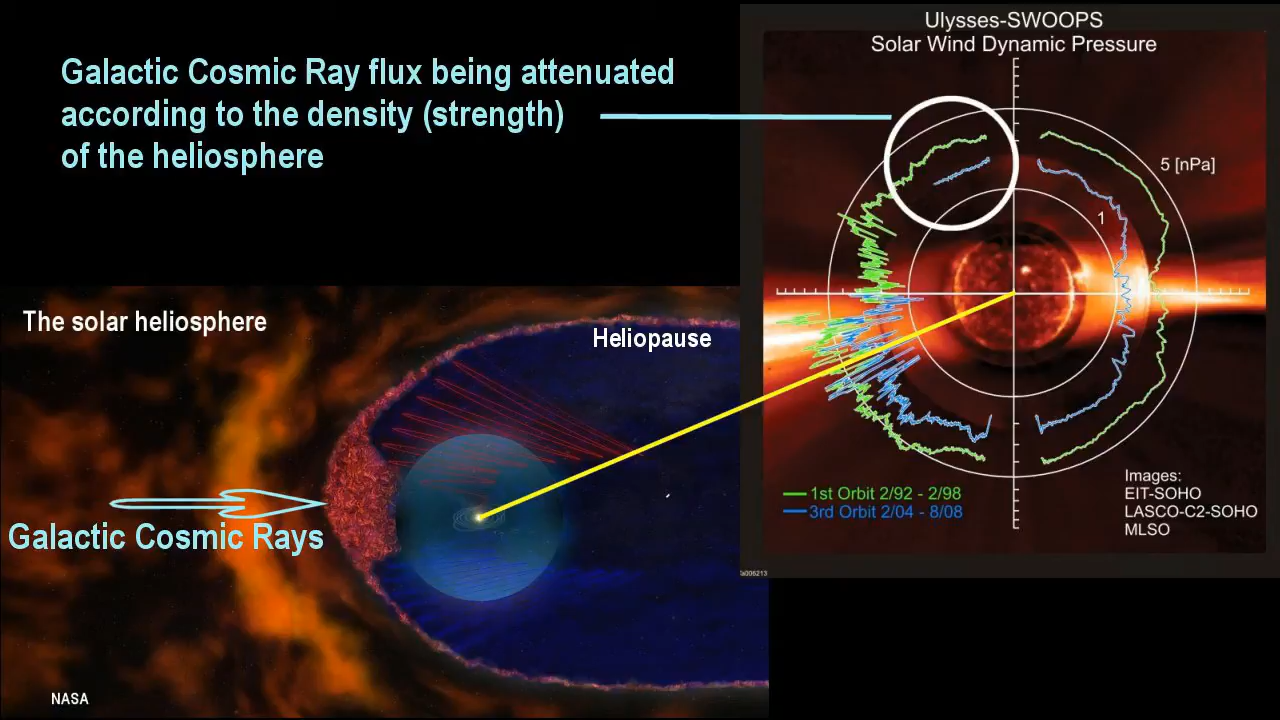 Galactic Cosmic Ray flux being attenuated
according to the density (strength)
of the heliosphere
Ulysses-SWOOPS
Solar Wind Dynamic Pressure
5 [nPa]
1
1st Orbit 2/92 - 2/98
3rd Orbit 2/04 - 8/08
Images:
EIT-SOHO
LASCO-C2-SOHO
MLSO
The solar heliosphere
Heliopause
Galactic Cosmic Rays
NASA